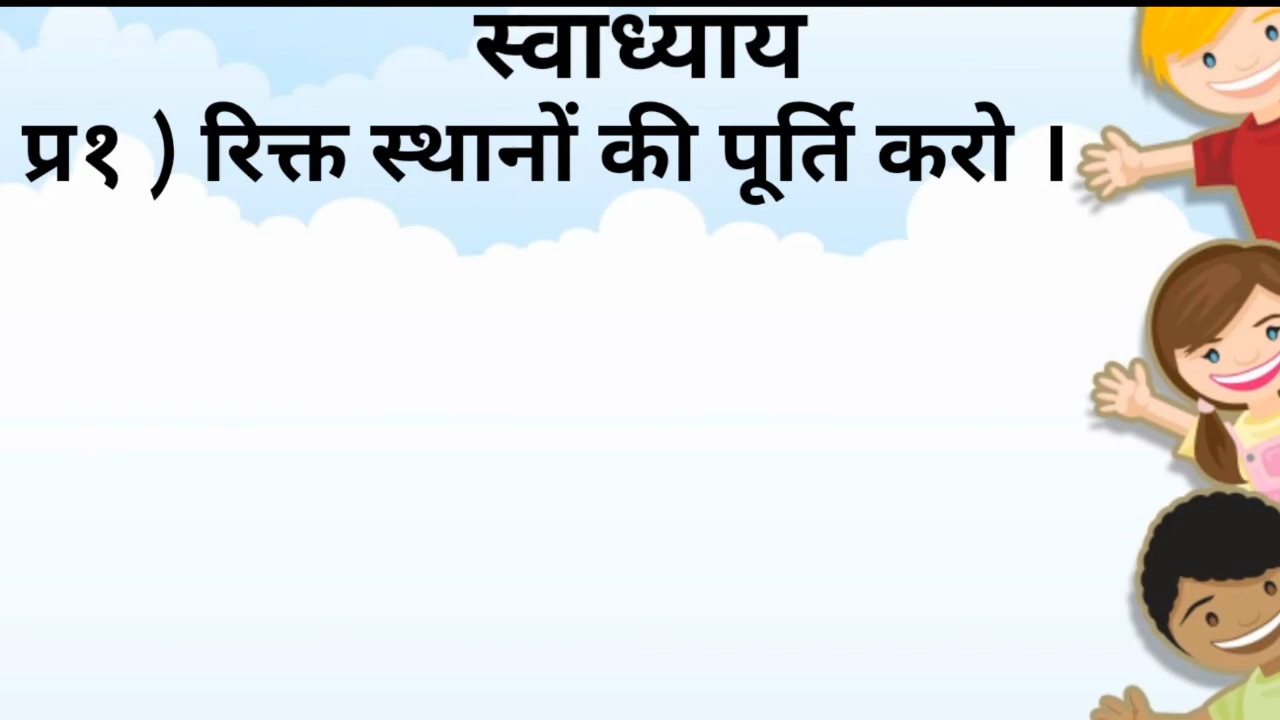 स्वाध्याय
प्र१ ) रिक्त स्थानों की पूर्ति करो ।